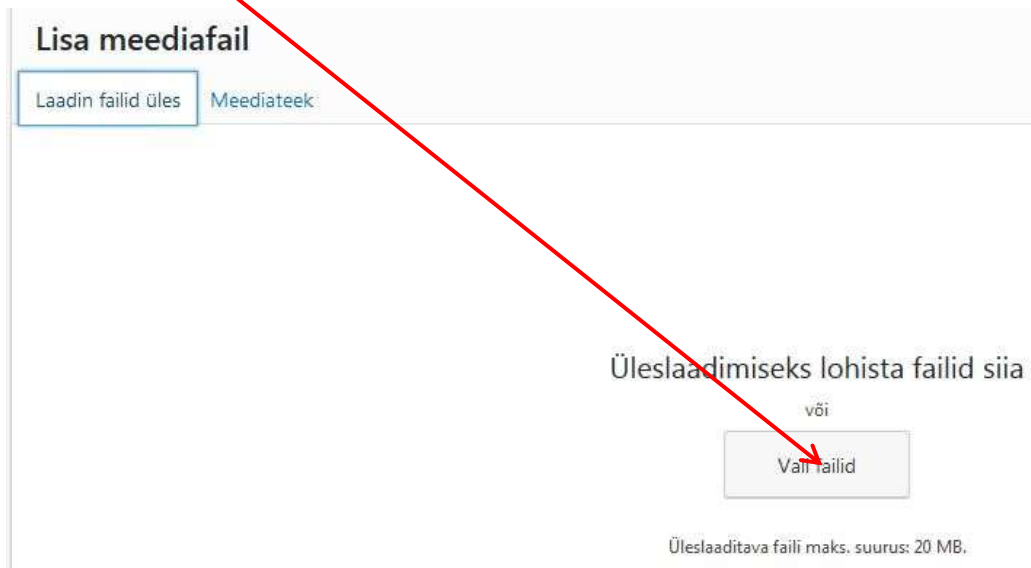 Lisa meediafail
Laadin failid üles Meediateek
Üleslaadimiseks lohista failid siia
või
Vali failid
Üleslaaditava faili maks. suurus: 20 MB.